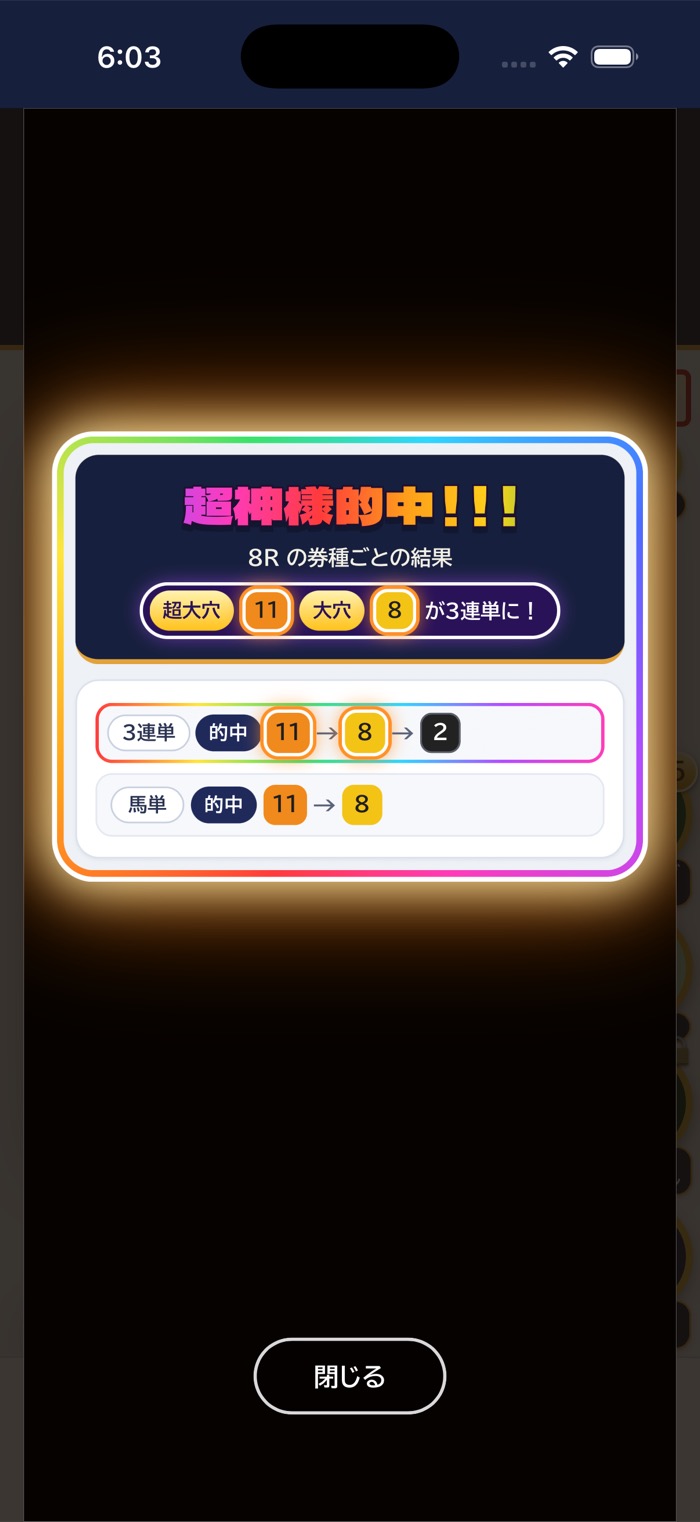 6:03
超神様的中!!!
8R の券種ごとの結果
超大穴 11 大穴 8 が3連単に！
3連単 的中 11 → 8 → 2
馬単 的中 11 → 8
閉じる